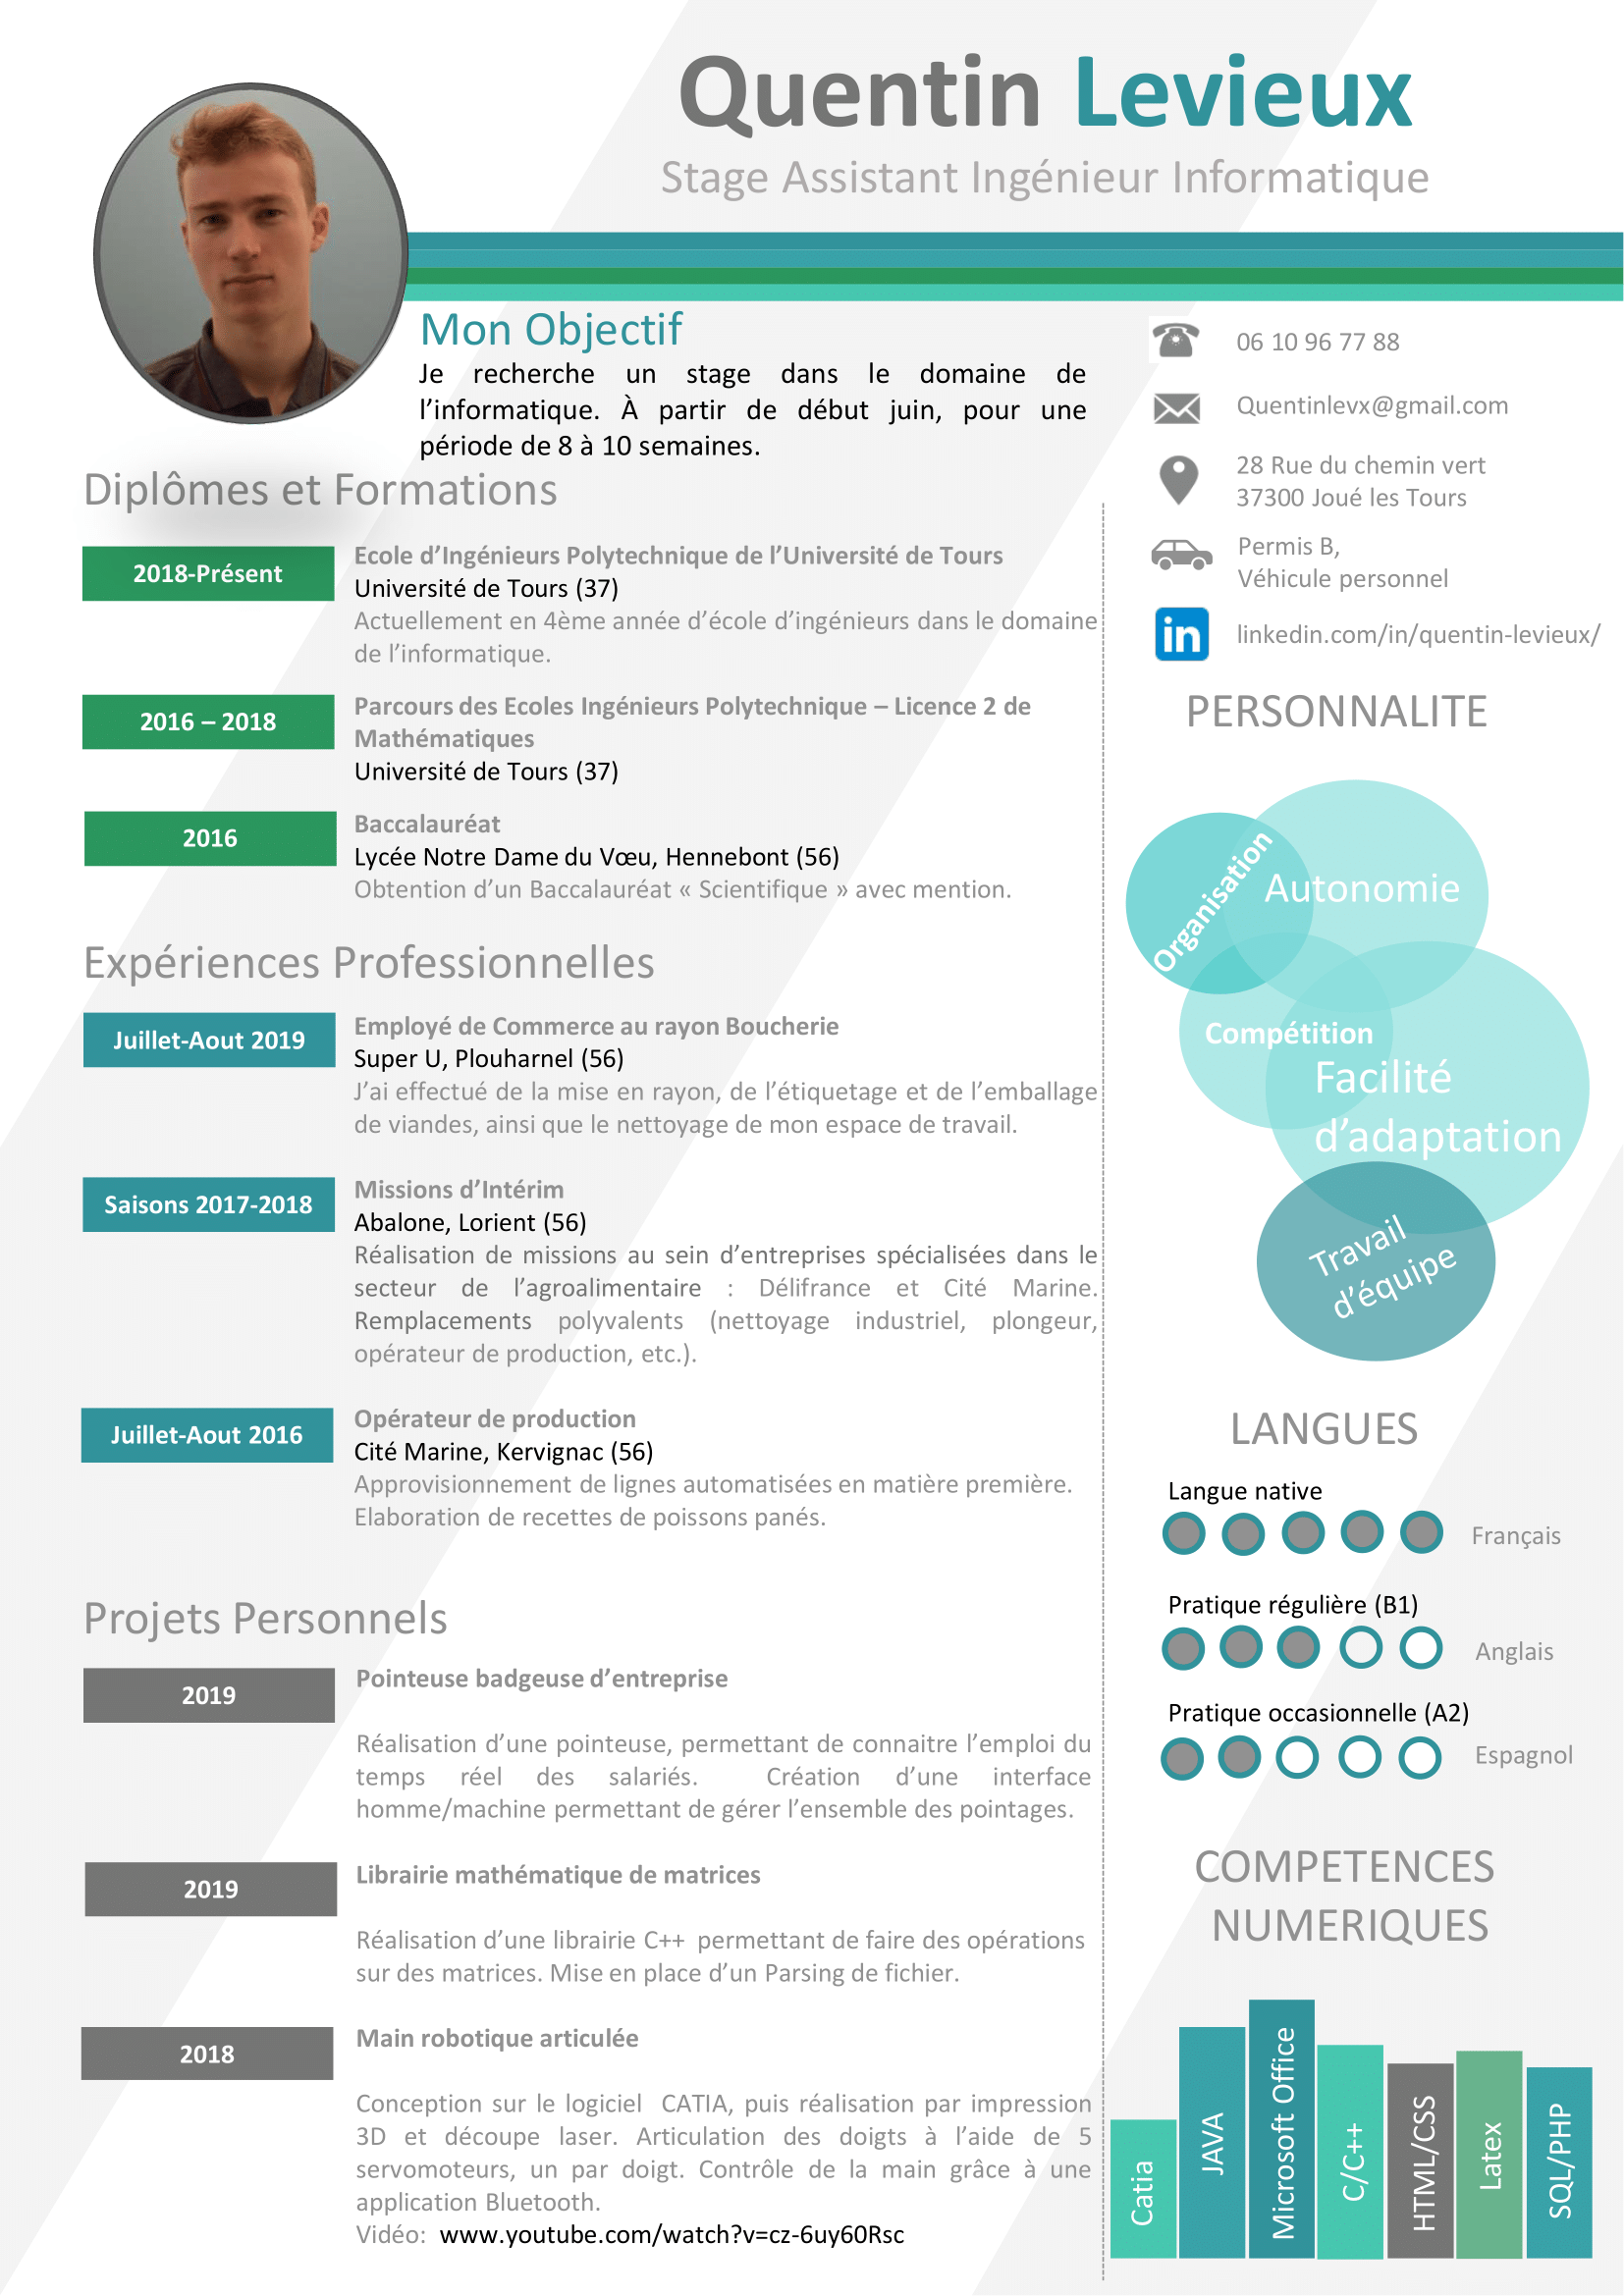 Quentin Levieux
Stage Assistant Ingénieur Informatique
Mon Objectif
Je recherche un stage dans le domaine de
l’informatique. À partir de début juin, pour une
période de 8 à 10 semaines.
06 10 96 77 88
Quentinlevx@gmail.com
28 Rue du chemin vert
37300 Joué les Tours
Permis B,
Véhicule personnel
in
linkedin.com/in/quentin-levieux/
Diplômes et Formations
2018-Présent
Ecole d’Ingénieurs Polytechnique de l’Université de Tours
Université de Tours (37)
Actuellement en 4ème année d’école d’ingénieurs dans le domaine
de l’informatique.
2016 – 2018
Parcours des Ecoles Ingénieurs Polytechnique – Licence 2 de
Mathématiques
Université de Tours (37)
2016
Baccalauréat
Lycée Notre Dame du Vœu, Hennebont (56)
Obtention d’un Baccalauréat « Scientifique » avec mention.
Expériences Professionnelles
Juillet-Aout 2019
Employé de Commerce au rayon Boucherie
Super U, Plouharnel (56)
J’ai effectué de la mise en rayon, de l’étiquetage et de l’emballage
de viandes, ainsi que le nettoyage de mon espace de travail.
Saisons 2017-2018
Missions d’Intérim
Abalone, Lorient (56)
Réalisation de missions au sein d’entreprises spécialisées dans le
secteur de l’agroalimentaire : Délifrance et Cité Marine.
Remplacements polyvalents (nettoyage industriel, plongeur,
opérateur de production, etc.).
Juillet-Aout 2016
Opérateur de production
Cité Marine, Kervignac (56)
Approvisionnement de lignes automatisées en matière première.
Elaboration de recettes de poissons panés.
Projets Personnels
2019
Pointeuse badgeuse d’entreprise
Réalisation d’une pointeuse, permettant de connaitre l’emploi du
temps réel des salariés. Création d’une interface
homme/machine permettant de gérer l’ensemble des pointages.
2019
Librairie mathématique de matrices
Réalisation d’une librairie C++ permettant de faire des opérations
sur des matrices. Mise en place d’un Parsing de fichier.
2018
Main robotique articulée
Conception sur le logiciel CATIA, puis réalisation par impression
3D et découpe laser. Articulation des doigts à l’aide de 5
servomoteurs, un par doigt. Contrôle de la main grâce à une
application Bluetooth.
Vidéo: www.youtube.com/watch?v=cz-6uy60Rsc
PERSONNALITE
Organisation
Autonomie
Compétition
Facilité
d’adaptation
Travail
d’équipe
LANGUES
Langue native
Français
Pratique régulière (B1)
Anglais
Pratique occasionnelle (A2)
Espagnol
COMPETENCES
NUMERIQUES
Catia
JAVA
Microsoft Office
C/C++
HTML/CSS
Latex
SQL/PHP